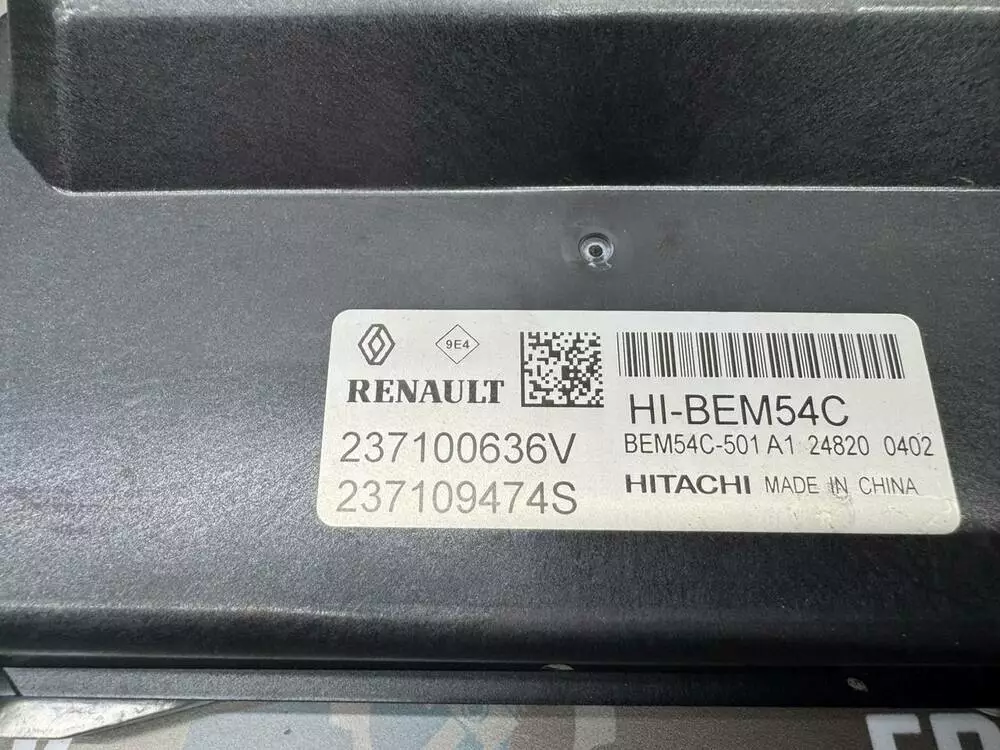 9E4
RENAULT
237100636V
237109474S
HI-BEM54C
BEM54C-501 A1 24820 0402
HITACHI MADE IN CHINA